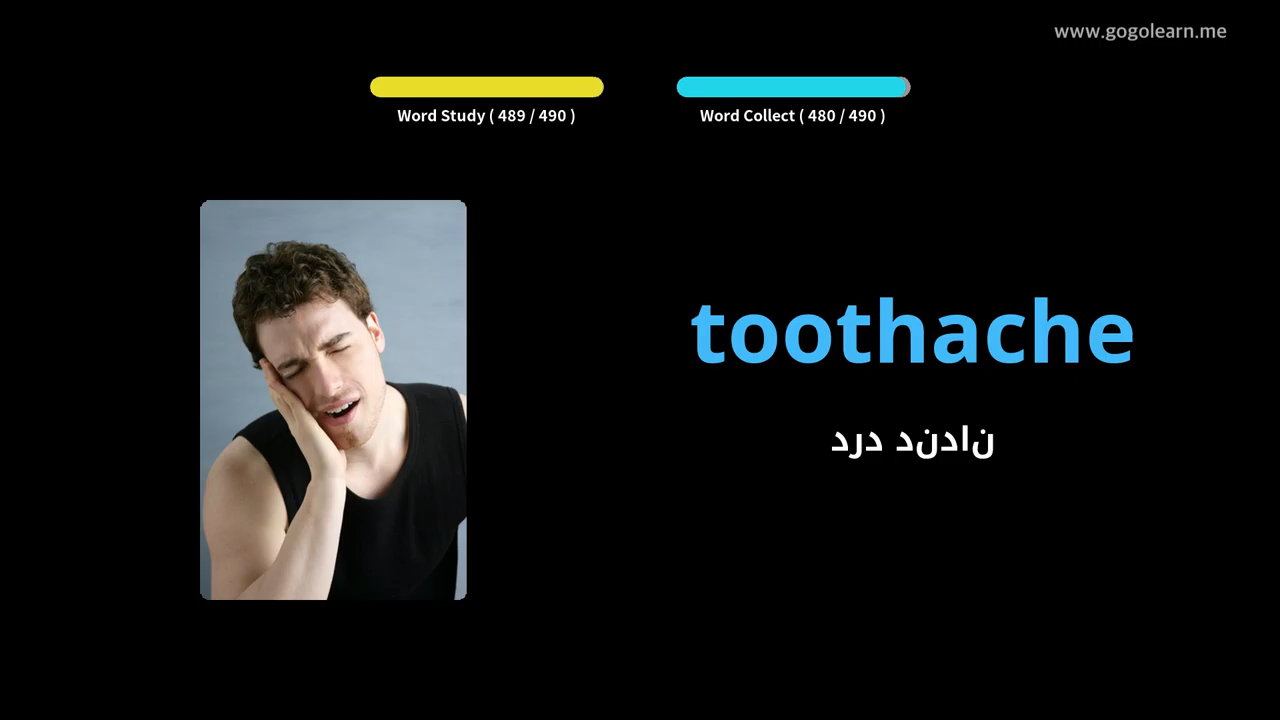 www.gogolearn.me
Word Study ( 489 / 490 )
Word Collect ( 480 / 490 )
toothache
درد دندان